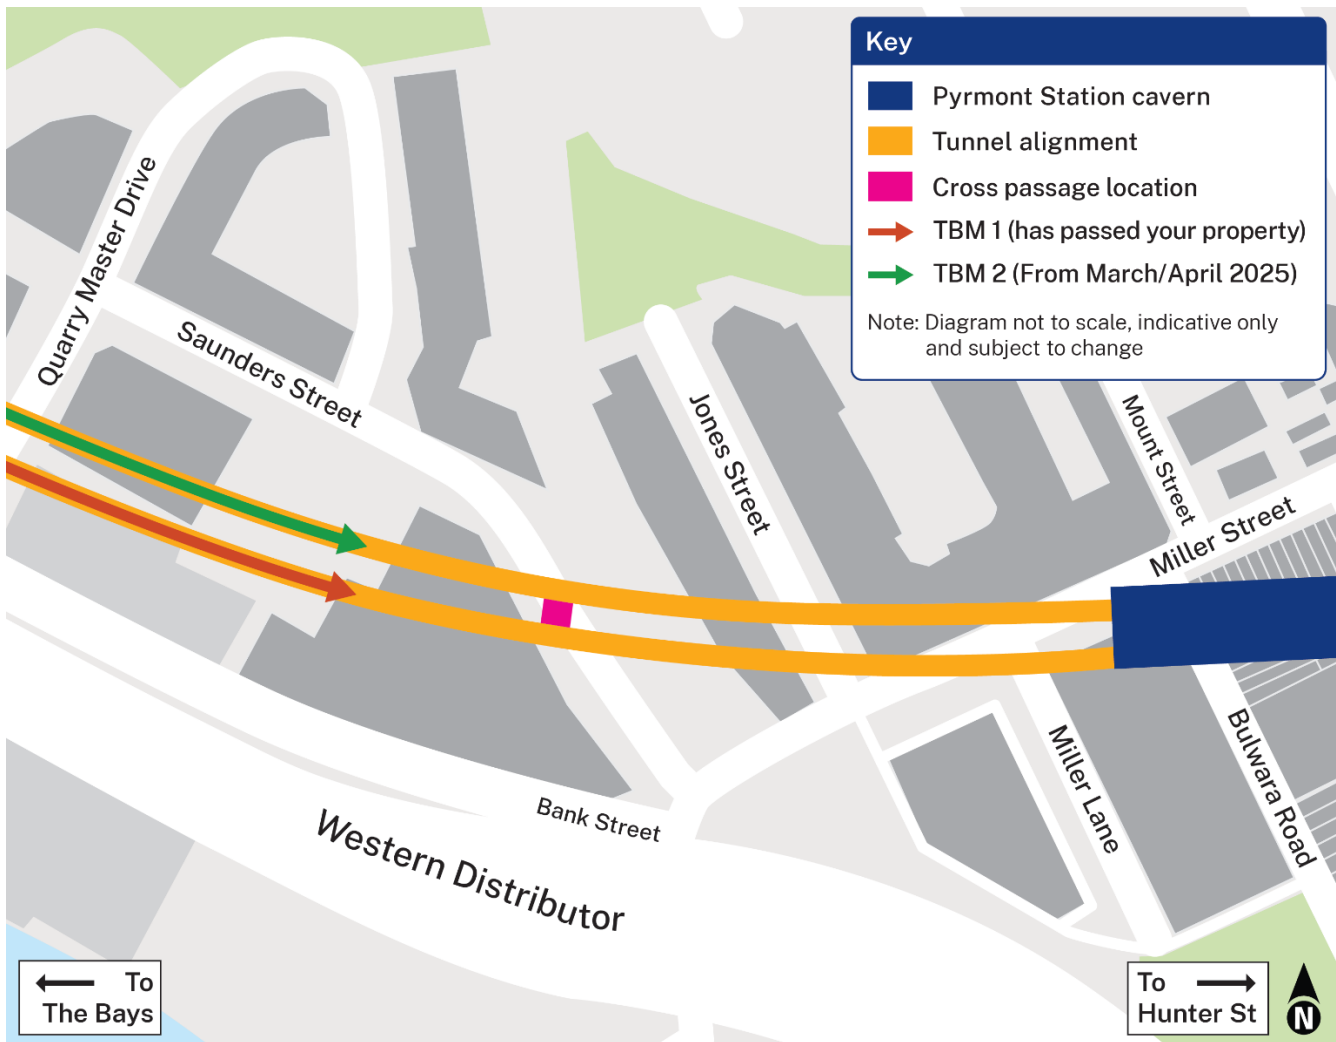 Key
Pyrmont Station cavern
Tunnel alignment
Cross passage location
TBM 1 (has passed your property)
TBM 2 (From March/April 2025)
Note: Diagram not to scale, indicative only
and subject to change
Quarry Master Drive
Saunders Street
Jones Street
Mount Street
Miller Street
Miller Lane
Bulwara Road
Bank Street
Western Distributor
To
The Bays
To
Hunter St
N